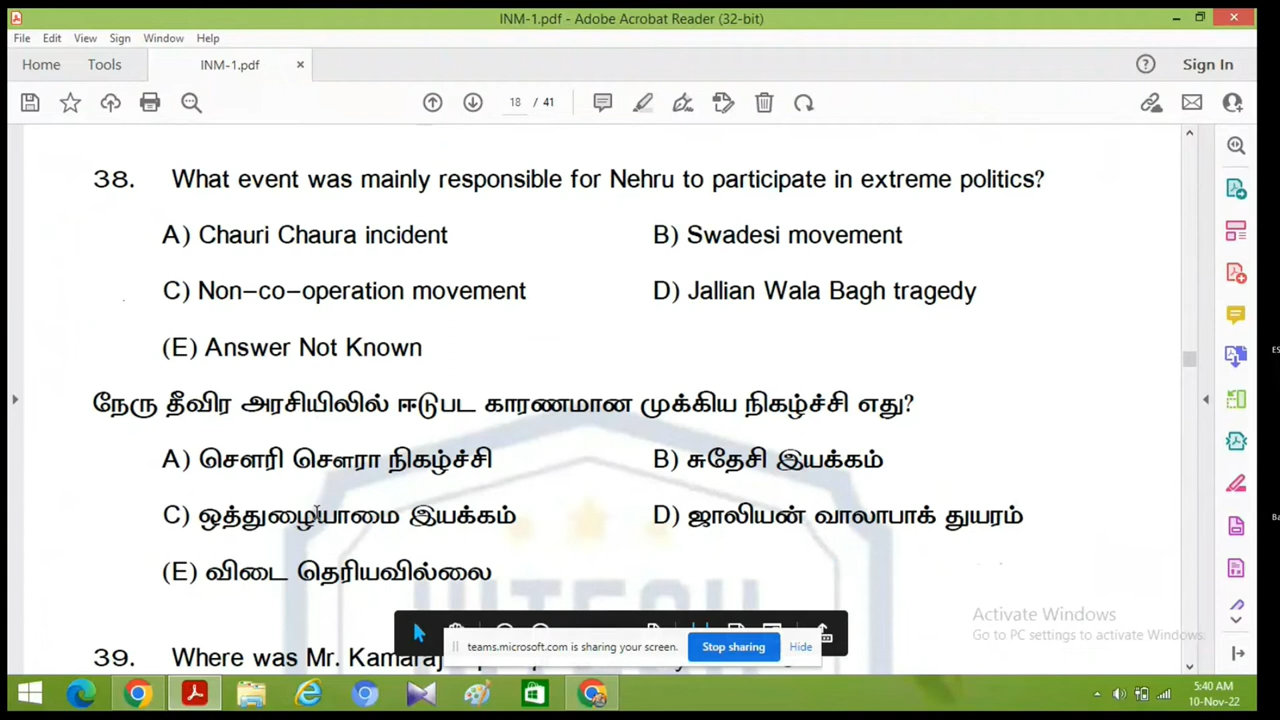 INM-1.pdf - Adobe Acrobat Reader (32-bit)
File Edit View Sign Window Help
Home Tools INM-1.pdf × Sign In
18 / 41
38. What event was mainly responsible for Nehru to participate in extreme politics?
A) Chauri Chaura incident B) Swadesi movement
C) Non-co-operation movement D) Jallian Wala Bagh tragedy
(E) Answer Not Known
நேரு தீவிர அரசியிலில் ஈடுபட காரணமான முக்கிய நிகழ்ச்சி எது?
A) சௌரி சௌரா நிகழ்ச்சி B) சுதேசி இயக்கம்
C) ஒத்துழையாமை இயக்கம் D) ஜாலியன் வாலாபாக் துயரம்
(E) விடை தெரியவில்லை
Activate Windows
Go to PC settings to activate Windows.
teams.microsoft.com is sharing your screen. Stop sharing Hide
39. Where was Mr. Kamaraj
5:40 AM
10-Nov-22